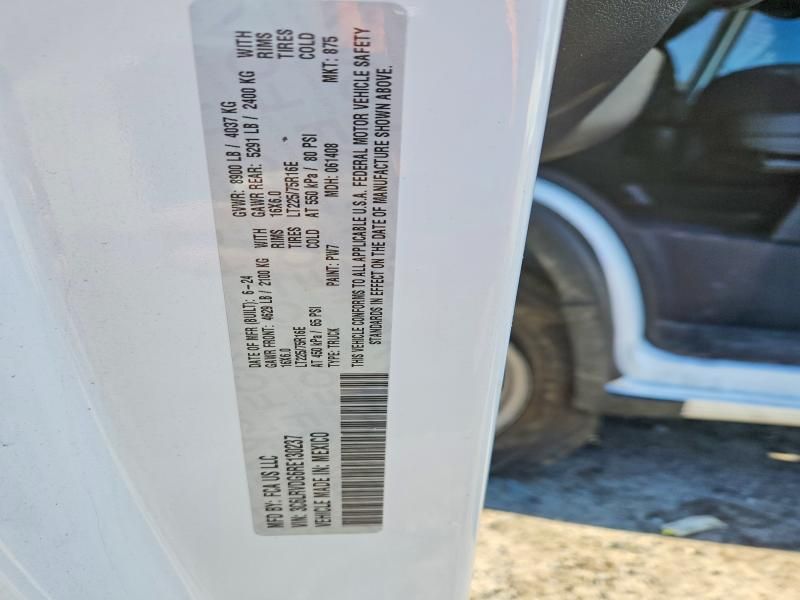 MFD BY: FCA US LLC
DATE OF MFR (BUILT): 6-24
GVWR: 8900 LB / 4037 KG
GAWR FRONT: 4629 LB / 2100 KG WITH
16X6.0 RIMS
LT225/75R16E TIRES
AT 450 kPa / 65 PSI COLD
GAWR REAR: 5291 LB / 2400 KG WITH
16X6.0 RIMS
LT225/75R16E TIRES
AT 550 kPa / 80 PSI COLD
VIN: 3C6LRVDG6RE130237
TYPE: TRUCK
PAINT: PW7
MDH: 061408
MKT: 875
VEHICLE MADE IN: MEXICO
THIS VEHICLE CONFORMS TO ALL APPLICABLE U.S.A. FEDERAL MOTOR VEHICLE SAFETY
STANDARDS IN EFFECT ON THE DATE OF MANUFACTURE SHOWN ABOVE.